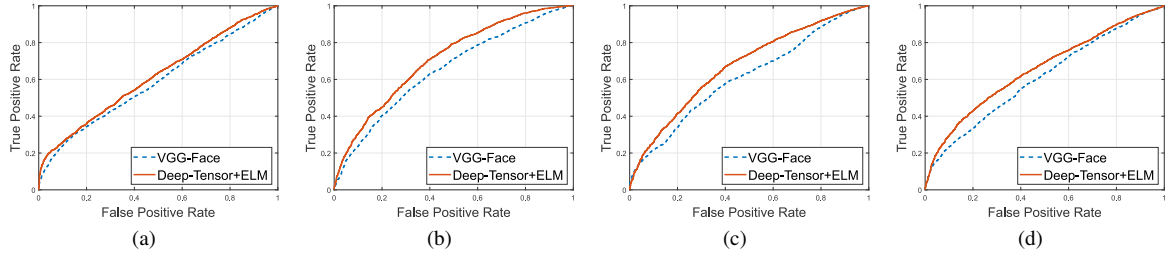 1
0.8
0.6
0.4
0.2
0
0 0.2 0.4 0.6 0.8 1
True Positive Rate
False Positive Rate
VGG-Face
Deep-Tensor+ELM
(a)
1
0.8
0.6
0.4
0.2
0
0 0.2 0.4 0.6 0.8 1
True Positive Rate
False Positive Rate
VGG-Face
Deep-Tensor+ELM
(b)
1
0.8
0.6
0.4
0.2
0
0 0.2 0.4 0.6 0.8 1
True Positive Rate
False Positive Rate
VGG-Face
Deep-Tensor+ELM
(c)
1
0.8
0.6
0.4
0.2
0
0 0.2 0.4 0.6 0.8 1
True Positive Rate
False Positive Rate
VGG-Face
Deep-Tensor+ELM
(d)